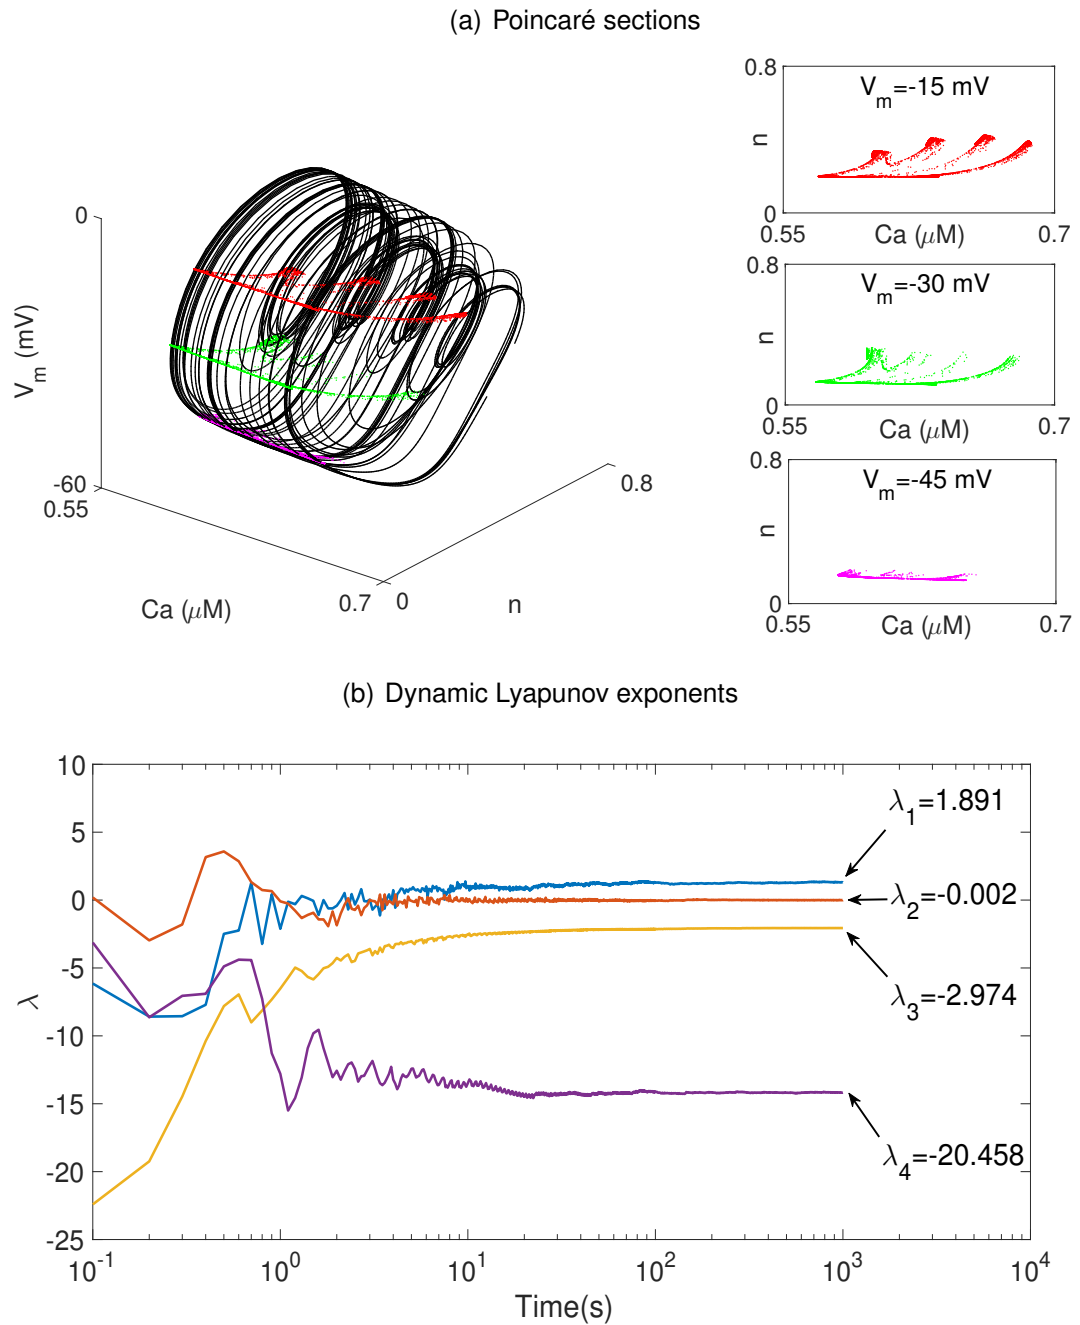 (a) Poincaré sections
0
-60
0.55
V_m (mV)
Ca (μM)
0.7
0
n
0.8
0.8
V_m=-15 mV
n
0
0.55
Ca (μM)
0.7
0.8
V_m=-30 mV
n
0
0.55
Ca (μM)
0.7
0.8
V_m=-45 mV
n
0
0.55
Ca (μM)
0.7
(b) Dynamic Lyapunov exponents
10
5
0
-5
-10
-15
-20
-25
λ
λ_1=1.891
λ_2=-0.002
λ_3=-2.974
λ_4=-20.458
10^-1
10^0
10^1
10^2
10^3
10^4
Time(s)